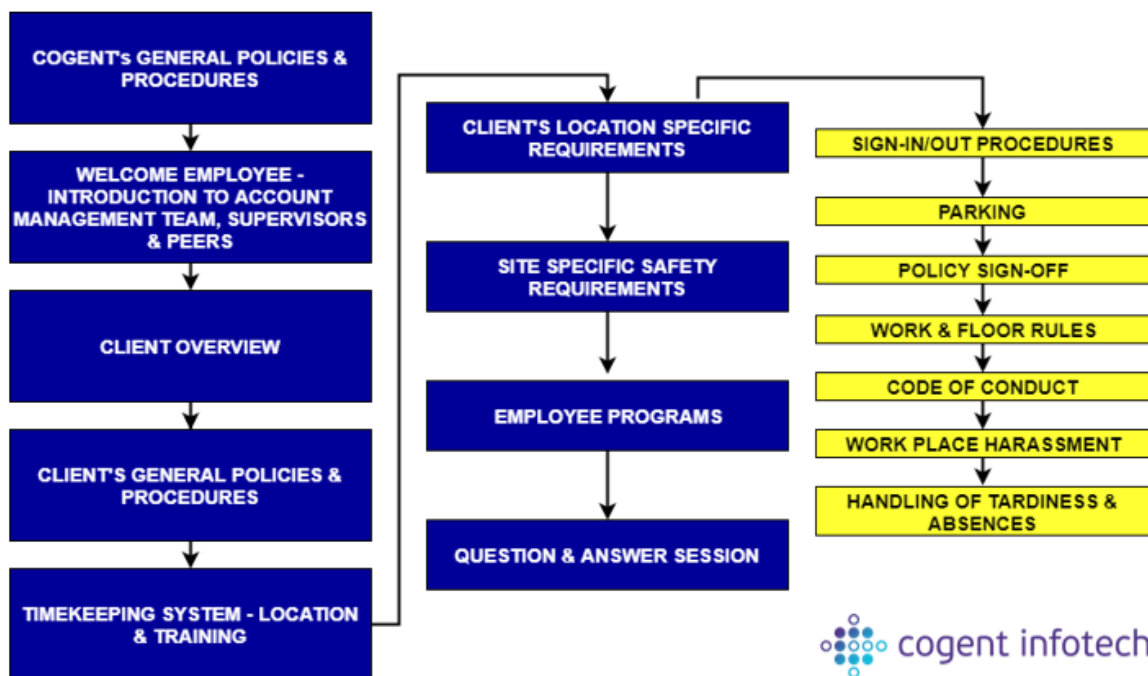 COGENT's GENERAL POLICIES &
PROCEDURES
WELCOME EMPLOYEE -
INTRODUCTION TO ACCOUNT
MANAGEMENT TEAM, SUPERVISORS
& PEERS
CLIENT OVERVIEW
CLIENT'S GENERAL POLICIES &
PROCEDURES
TIMEKEEPING SYSTEM - LOCATION
& TRAINING
CLIENT'S LOCATION SPECIFIC
REQUIREMENTS
SITE SPECIFIC SAFETY
REQUIREMENTS
EMPLOYEE PROGRAMS
QUESTION & ANSWER SESSION
SIGN-IN/OUT PROCEDURES
PARKING
POLICY SIGN-OFF
WORK & FLOOR RULES
CODE OF CONDUCT
WORK PLACE HARASSMENT
HANDLING OF TARDINESS &
ABSENCES
cogent infotech